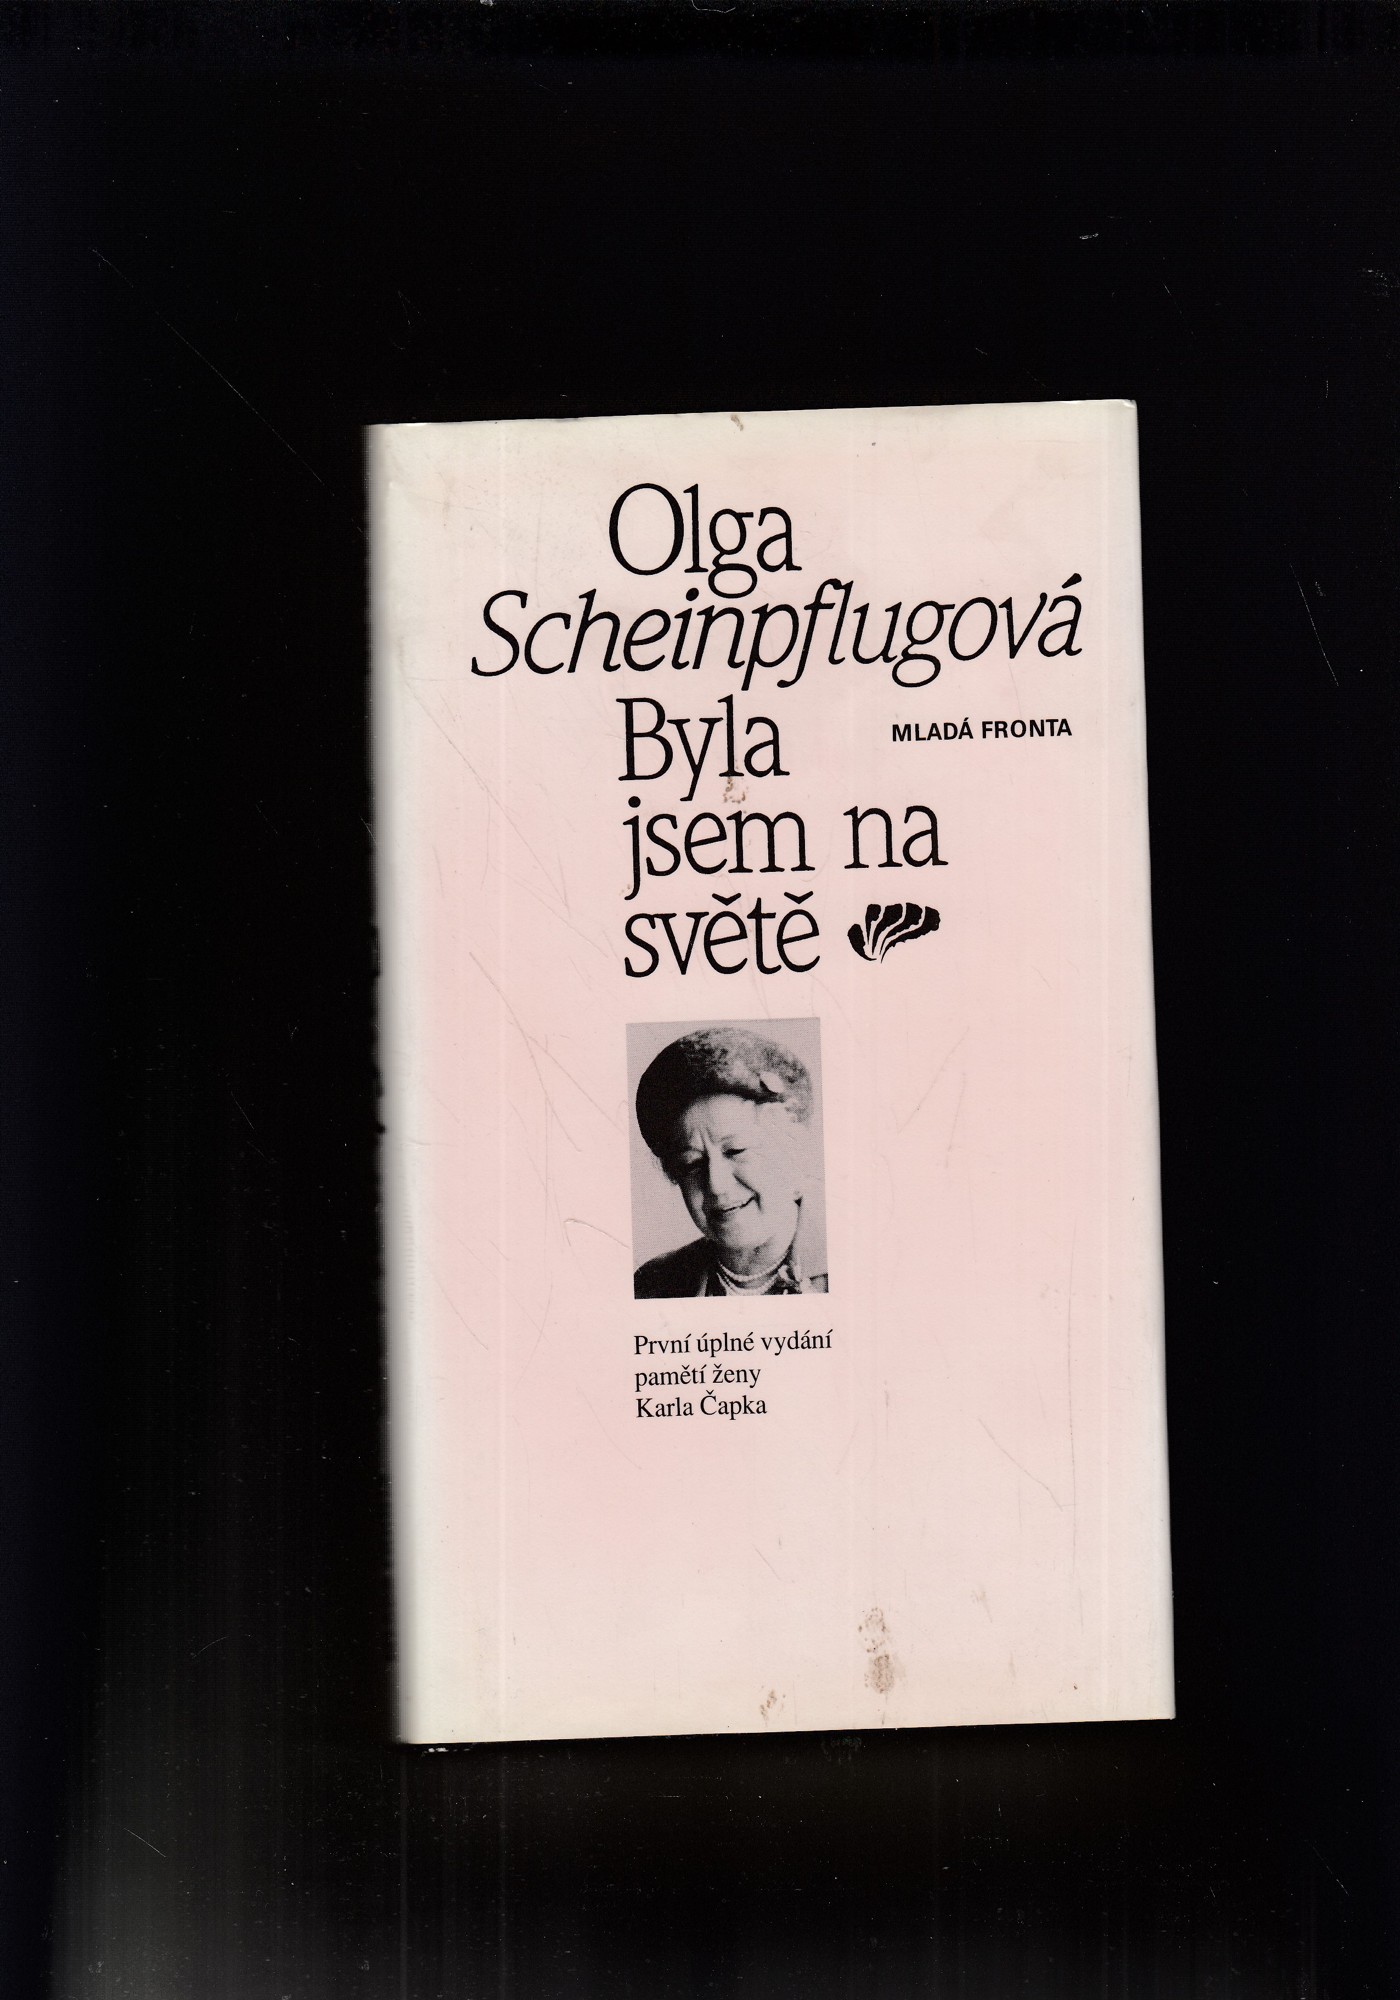 Olga
Scheinpflugová
Byla
MLADÁ FRONTA
jsem na
světě
První úplné vydání
pamětí ženy
Karla Čapka